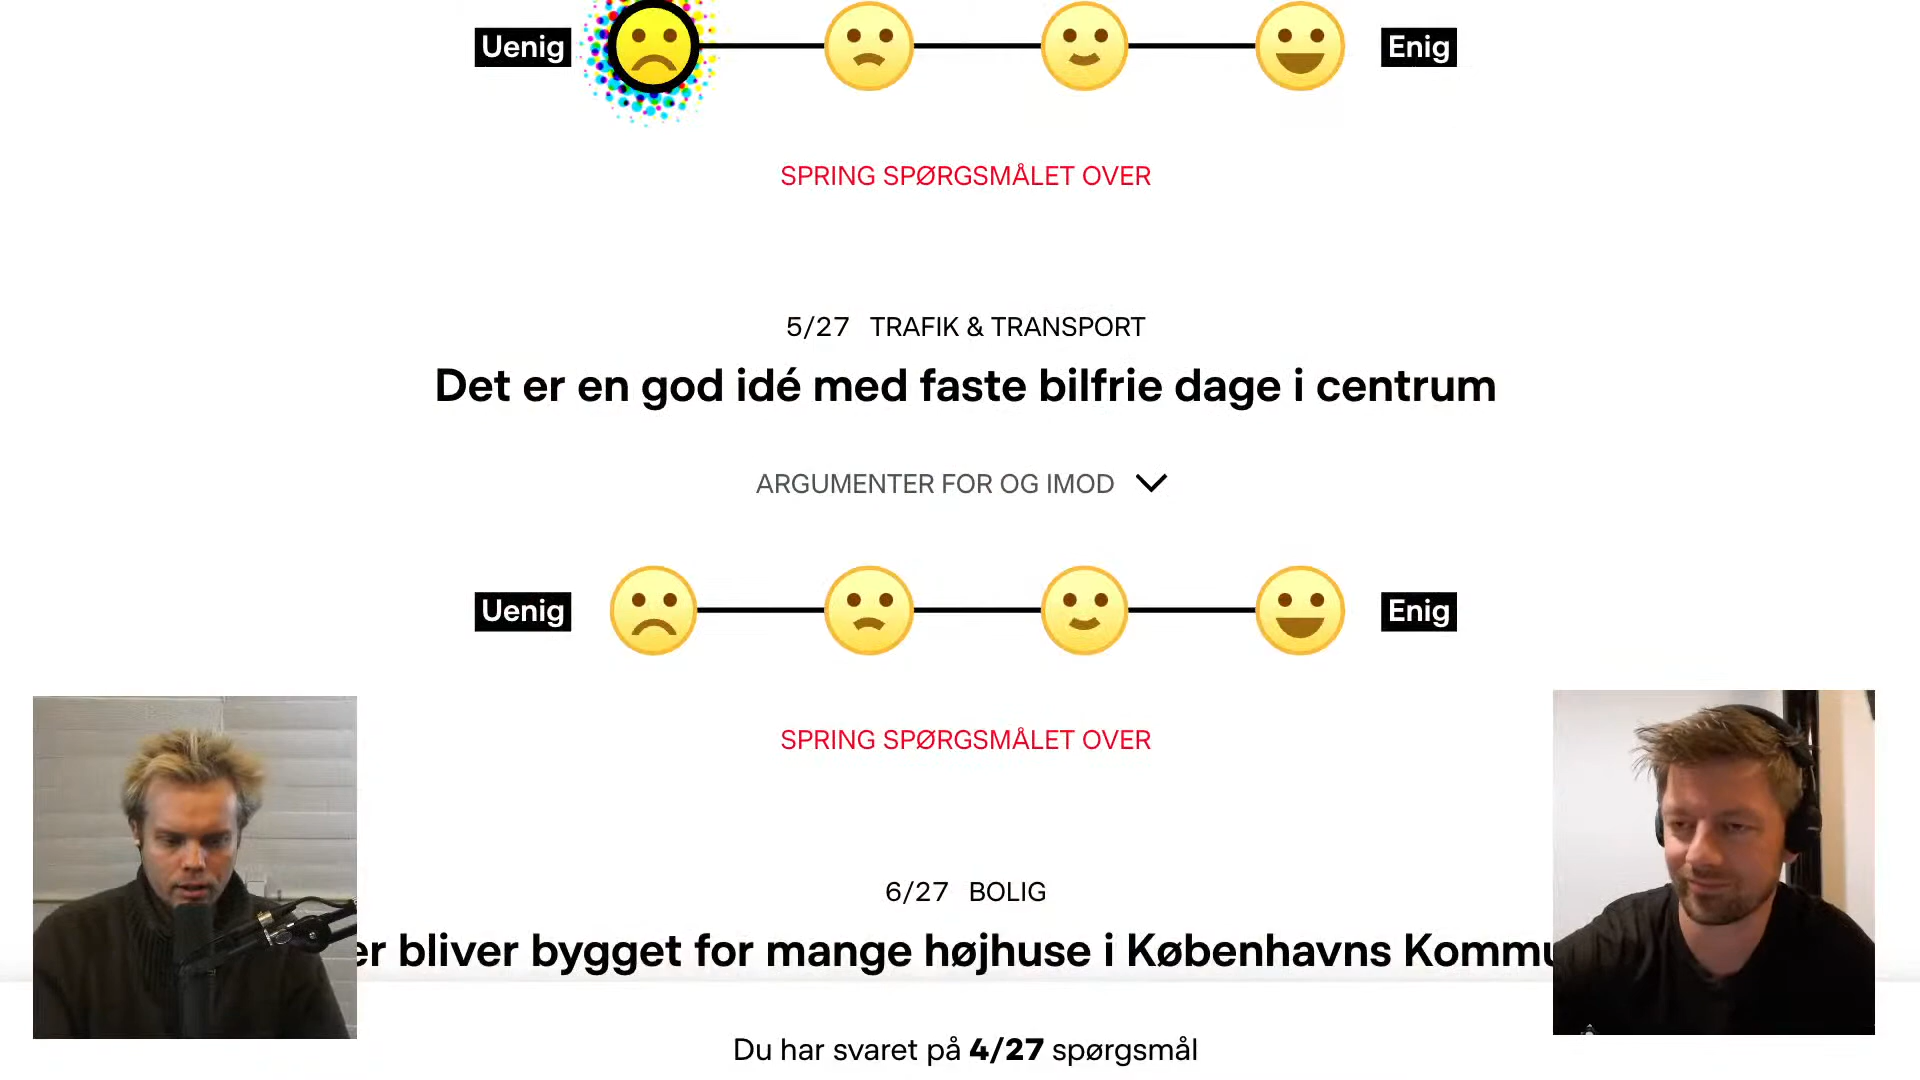 Uenig Enig
SPRING SPØRGSMÅLET OVER
5/27 TRAFIK & TRANSPORT
Det er en god idé med faste bilfrie dage i centrum
ARGUMENTER FOR OG IMOD
Uenig Enig
SPRING SPØRGSMÅLET OVER
6/27 BOLIG
er bliver bygget for mange højhuse i Københavns Kommu
Du har svaret på 4/27 spørgsmål